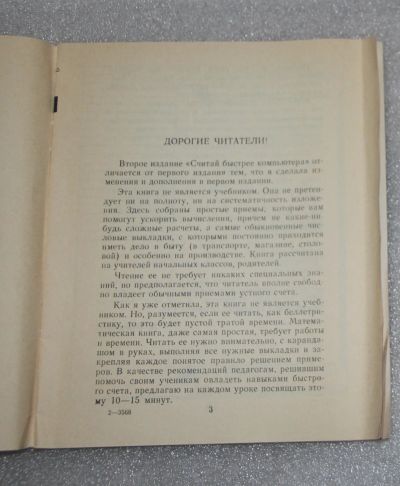 ДОРОГИЕ ЧИТАТЕЛИ!
Второе издание «Считай быстрее компьютера» от-
личается от первого издания тем, что я сделала из-
менения и дополнения в первом издании.
Эта книга не является учебником. Она не претен-
дует ни на полноту, ни на систематичность изложе-
ния. Здесь собраны простые приемы, которые вам
помогут ускорить вычисления, причем не какие-ни-
будь сложные расчеты, а самые обыкновенные чис-
ловые выкладки, с которыми постоянно приходится
иметь дело в быту (в транспорте, магазине, столо-
вой) и особенно на производстве. Книга рассчитана
на учителей начальных классов, родителей.
Чтение ее не требует никаких специальных зна-
ний, но предполагается, что читатель вполне свобод-
но владеет обычными приемами устного счета.
Как я уже отметила, эта книга не является учеб-
ником. Но, разумеется, если ее читать, как беллетри-
стику, то это будет пустой тратой времени. Матема-
тическая книга, даже самая простая, требует работы
и времени. Читать ее нужно внимательно, с каранда-
шом в руках, выполняя все нужные выкладки и за-
крепляя каждое понятое правило решением приме-
ров. В качестве рекомендаций педагогам, решившим
помочь своим ученикам овладеть навыками быстро-
го счета, предлагаю на каждом уроке посвящать это-
му 10—15 минут.
2—3568
3